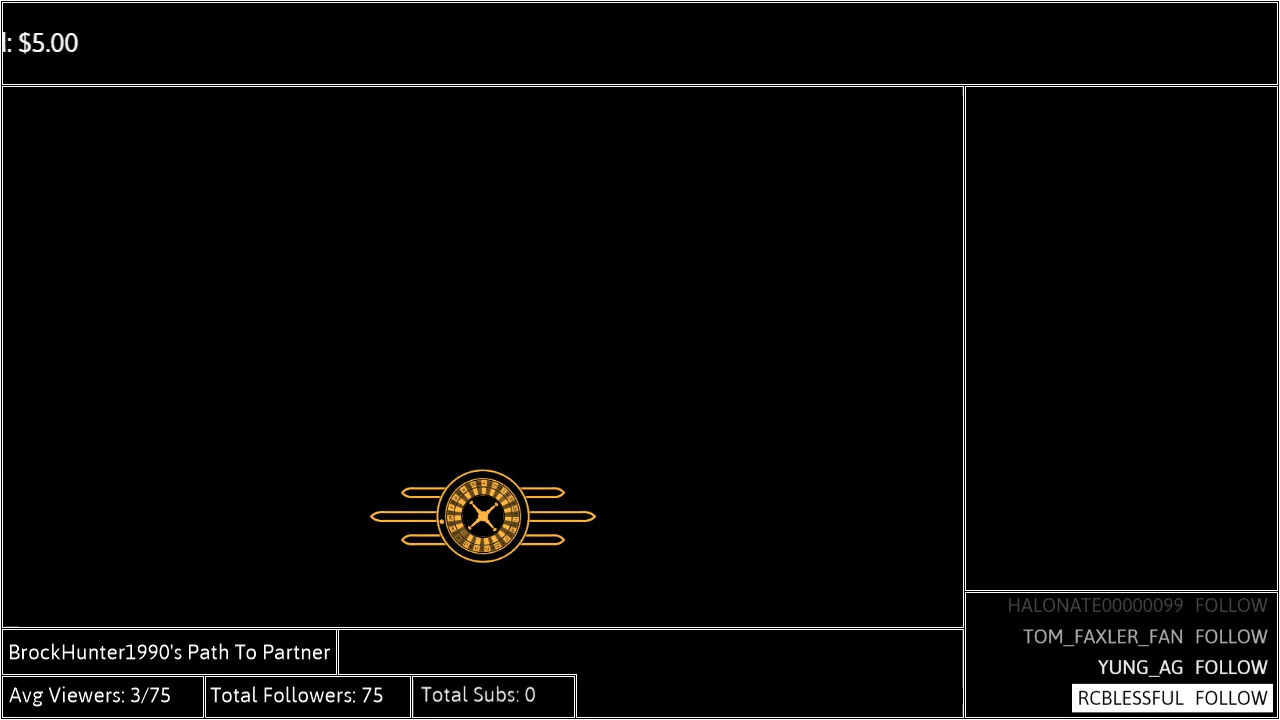 : $5.00
HALONATE00000099 FOLLOW
TOM_FAXLER_FAN FOLLOW
YUNG_AG FOLLOW
RCBLESSFUL FOLLOW
BrockHunter1990's Path To Partner
Avg Viewers: 3/75
Total Followers: 75
Total Subs: 0